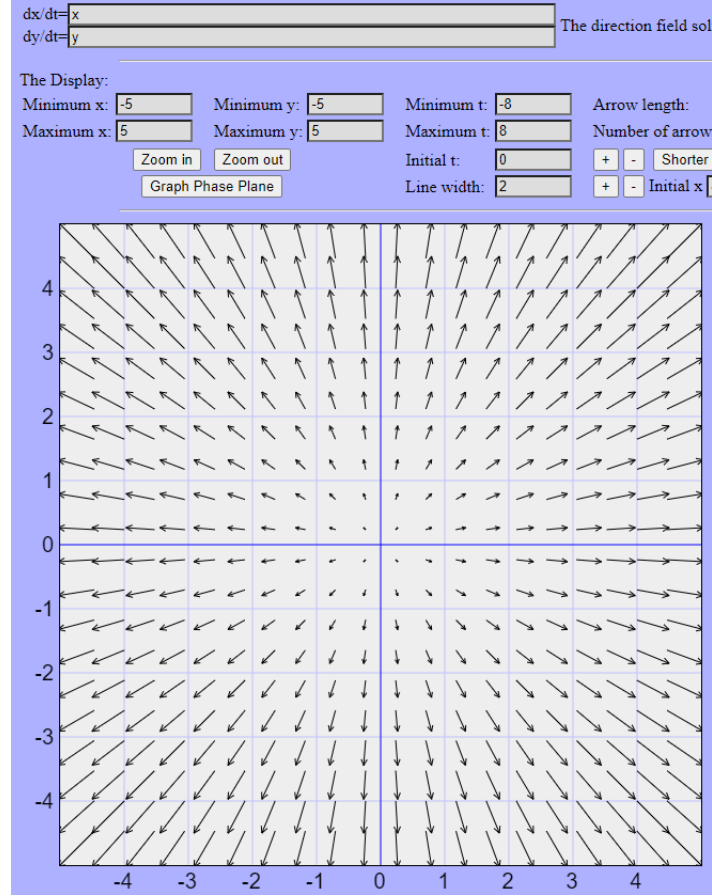 dx/dt= x
dy/dt= y
The direction field sol
The Display:
Minimum x: -5 Minimum y: -5 Minimum t: -8 Arrow length:
Maximum x: 5 Maximum y: 5 Maximum t: 8 Number of arrow
Zoom in Zoom out Initial t: 0 + - Shorter
Graph Phase Plane Line width: 2 + - Initial x
4
3
2
1
0
-1
-2
-3
-4
-4 -3 -2 -1 0 1 2 3 4